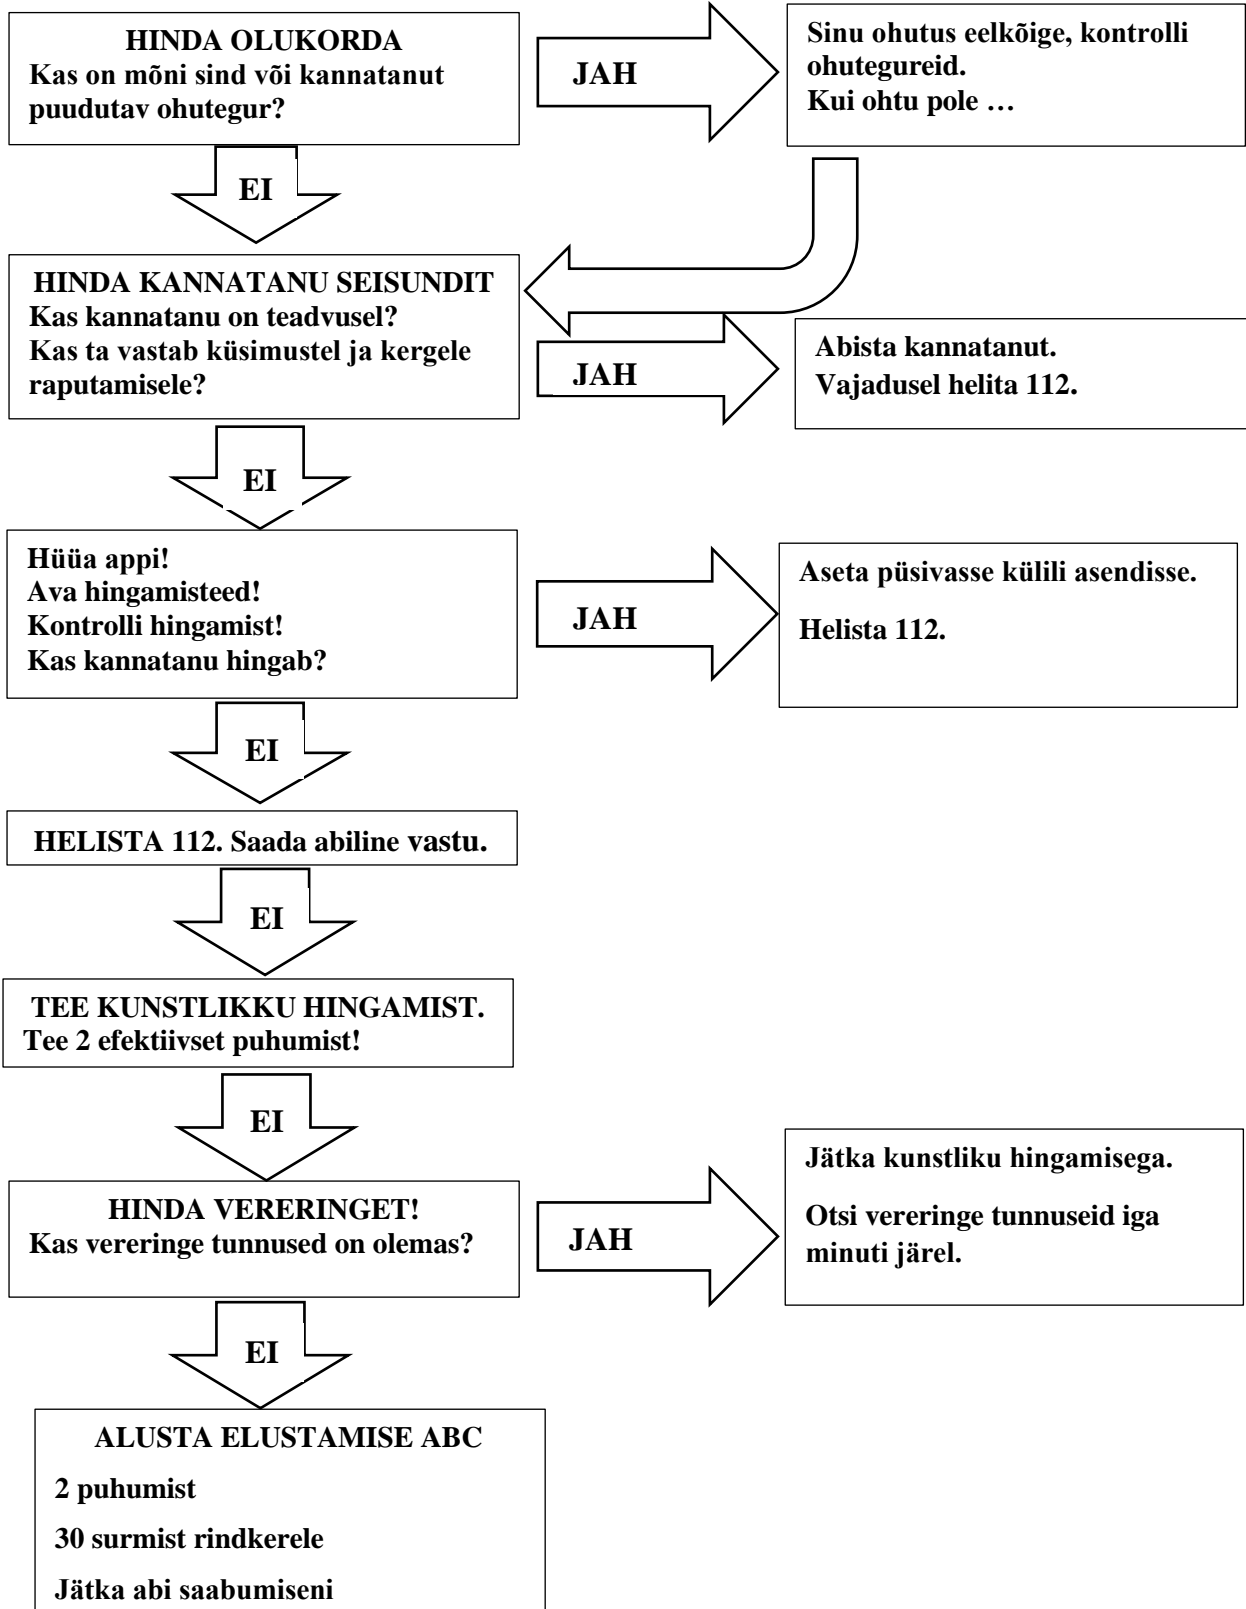 HINDA OLUKORDA
Kas on mõni sind või kannatanut
puudutav ohutegur?
JAH
Sinu ohutus eelkõige, kontrolli
ohutegureid.
Kui ohtu pole …
EI
HINDA KANNATANU SEISUNDIT
Kas kannatanu on teadvusel?
Kas ta vastab küsimustel ja kergele
raputamisele?
JAH
Abista kannatanut.
Vajadusel helita 112.
EI
Hüüa appi!
Ava hingamisteed!
Kontrolli hingamist!
Kas kannatanu hingab?
JAH
Aseta püsivasse külili asendisse.
Helista 112.
EI
HELISTA 112. Saada abiline vastu.
EI
TEE KUNSTLIKKU HINGAMIST.
Tee 2 efektiivset puhumist!
EI
HINDA VERERINGET!
Kas vereringe tunnused on olemas?
JAH
Jätka kunstliku hingamisega.
Otsi vereringe tunnuseid iga
minuti järel.
EI
ALUSTA ELUSTAMISE ABC
2 puhumist
30 surmist rindkerele
Jätka abi saabumiseni